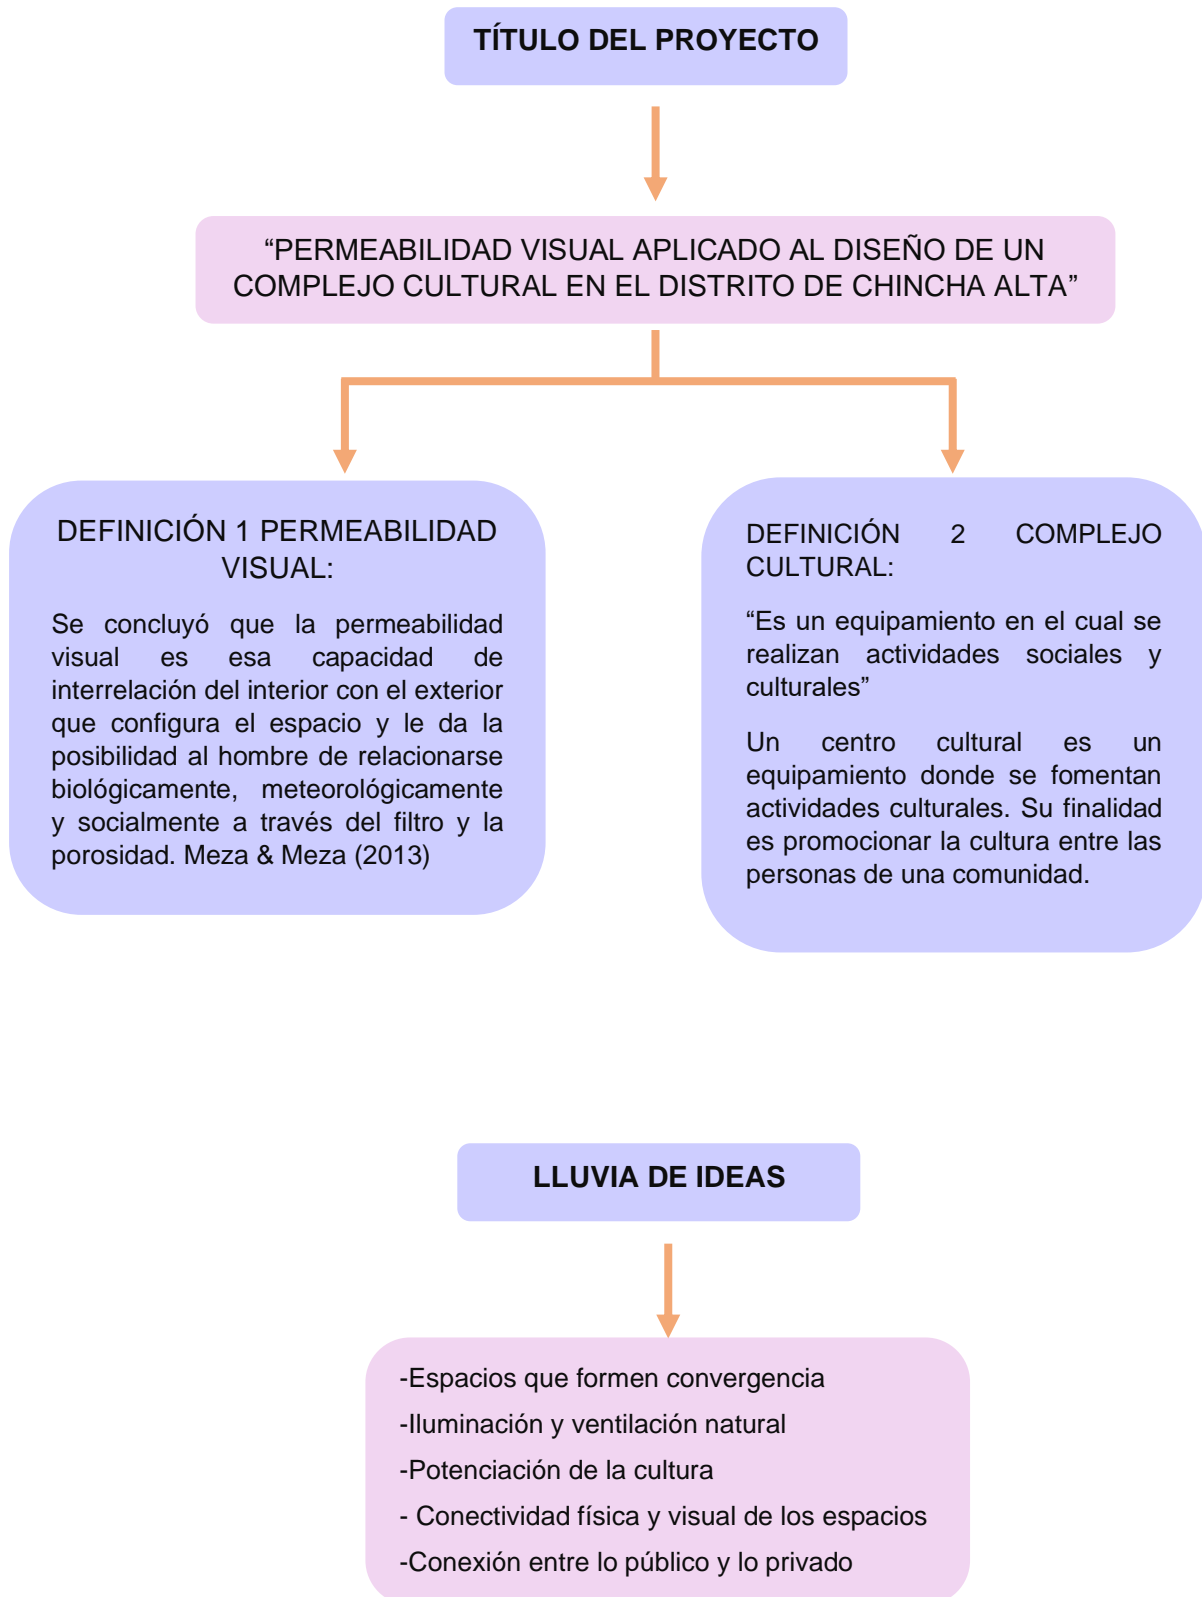 TÍTULO DEL PROYECTO
“PERMEABILIDAD VISUAL APLICADO AL DISEÑO DE UN
COMPLEJO CULTURAL EN EL DISTRITO DE CHINCHA ALTA”
DEFINICIÓN 1 PERMEABILIDAD
VISUAL:
Se concluyó que la permeabilidad
visual es esa capacidad de
interrelación del interior con el exterior
que configura el espacio y le da la
posibilidad al hombre de relacionarse
biológicamente, meteorológicamente
y socialmente a través del filtro y la
porosidad. Meza & Meza (2013)
DEFINICIÓN 2 COMPLEJO
CULTURAL:
“Es un equipamiento en el cual se
realizan actividades sociales y
culturales”
Un centro cultural es un
equipamiento donde se fomentan
actividades culturales. Su finalidad
es promocionar la cultura entre las
personas de una comunidad.
LLUVIA DE IDEAS
-Espacios que formen convergencia
-Iluminación y ventilación natural
-Potenciación de la cultura
- Conectividad física y visual de los espacios
-Conexión entre lo público y lo privado